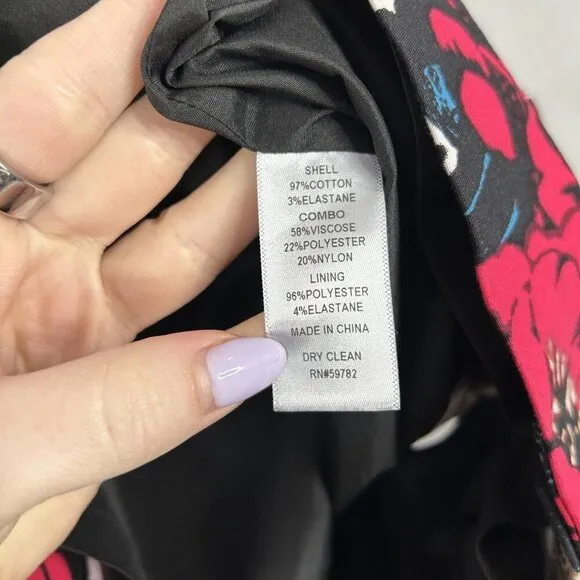 SHELL
97%COTTON
3%ELASTANE
COMBO
58%VISCOSE
22%POLYESTER
20%NYLON
LINING
96%POLYESTER
4%ELASTANE
MADE IN CHINA
DRY CLEAN
RN#59782